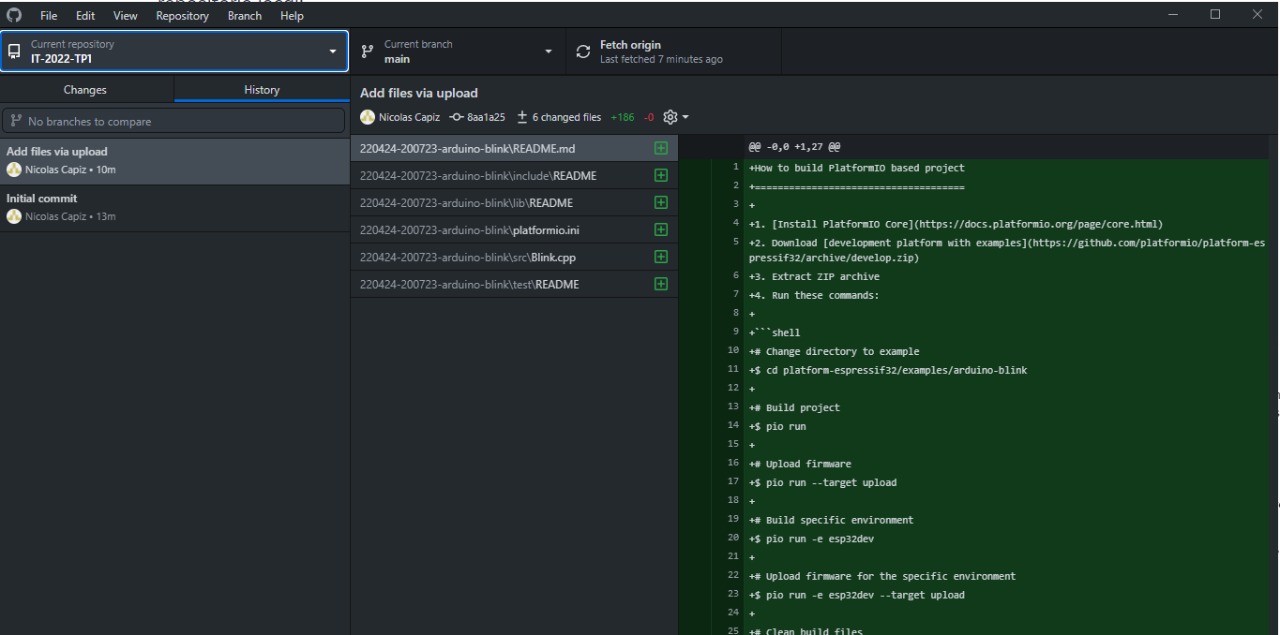 File Edit View Repository Branch Help
Current repository
IT-2022-TP1
Current branch
main
Fetch origin
Last fetched 7 minutes ago
Changes
History
No branches to compare
Add files via upload
Nicolas Capiz • 10m
Initial commit
Nicolas Capiz • 13m
Add files via upload
Nicolas Capiz 8aa1a25 6 changed files +186 -0
220424-200723-arduino-blink\README.md
220424-200723-arduino-blink\include\README
220424-200723-arduino-blink\lib\README
220424-200723-arduino-blink\platformio.ini
220424-200723-arduino-blink\src\Blink.cpp
220424-200723-arduino-blink\test\README
@@ -0,0 +1,27 @@
1 +How to build PlatformIO based project
2 +=====================================
3 +
4 +1. [Install PlatformIO Core](https://docs.platformio.org/page/core.html)
5 +2. Download [development platform with examples](https://github.com/platformio/platform-es
pressif32/archive/develop.zip)
6 +3. Extract ZIP archive
7 +4. Run these commands:
8 +
9 +```shell
10 +# Change directory to example
11 +$ cd platform-espressif32/examples/arduino-blink
12 +
13 +# Build project
14 +$ pio run
15 +
16 +# Upload firmware
17 +$ pio run --target upload
18 +
19 +# Build specific environment
20 +$ pio run -e esp32dev
21 +
22 +# Upload firmware for the specific environment
23 +$ pio run -e esp32dev --target upload
24 +
25 +# Clean build files